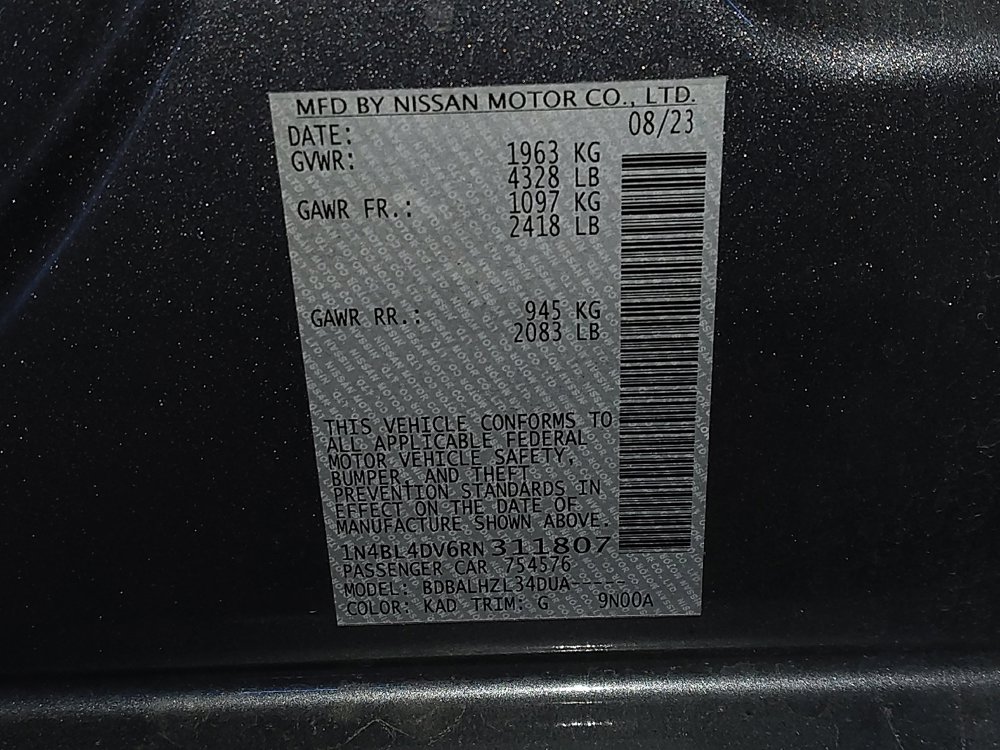 MFD BY NISSAN MOTOR CO., LTD.
DATE: 08/23
GVWR: 1963 KG
4328 LB
GAWR FR.: 1097 KG
2418 LB
GAWR RR.: 945 KG
2083 LB
THIS VEHICLE CONFORMS TO
ALL APPLICABLE FEDERAL
MOTOR VEHICLE SAFETY,
BUMPER, AND THEFT
PREVENTION STANDARDS IN
EFFECT ON THE DATE OF
MANUFACTURE SHOWN ABOVE.
1N4BL4DV6RN 311807
PASSENGER CAR 754576
MODEL: BDBALHZL34DUA-----
COLOR: KAD TRIM: G 9N00A